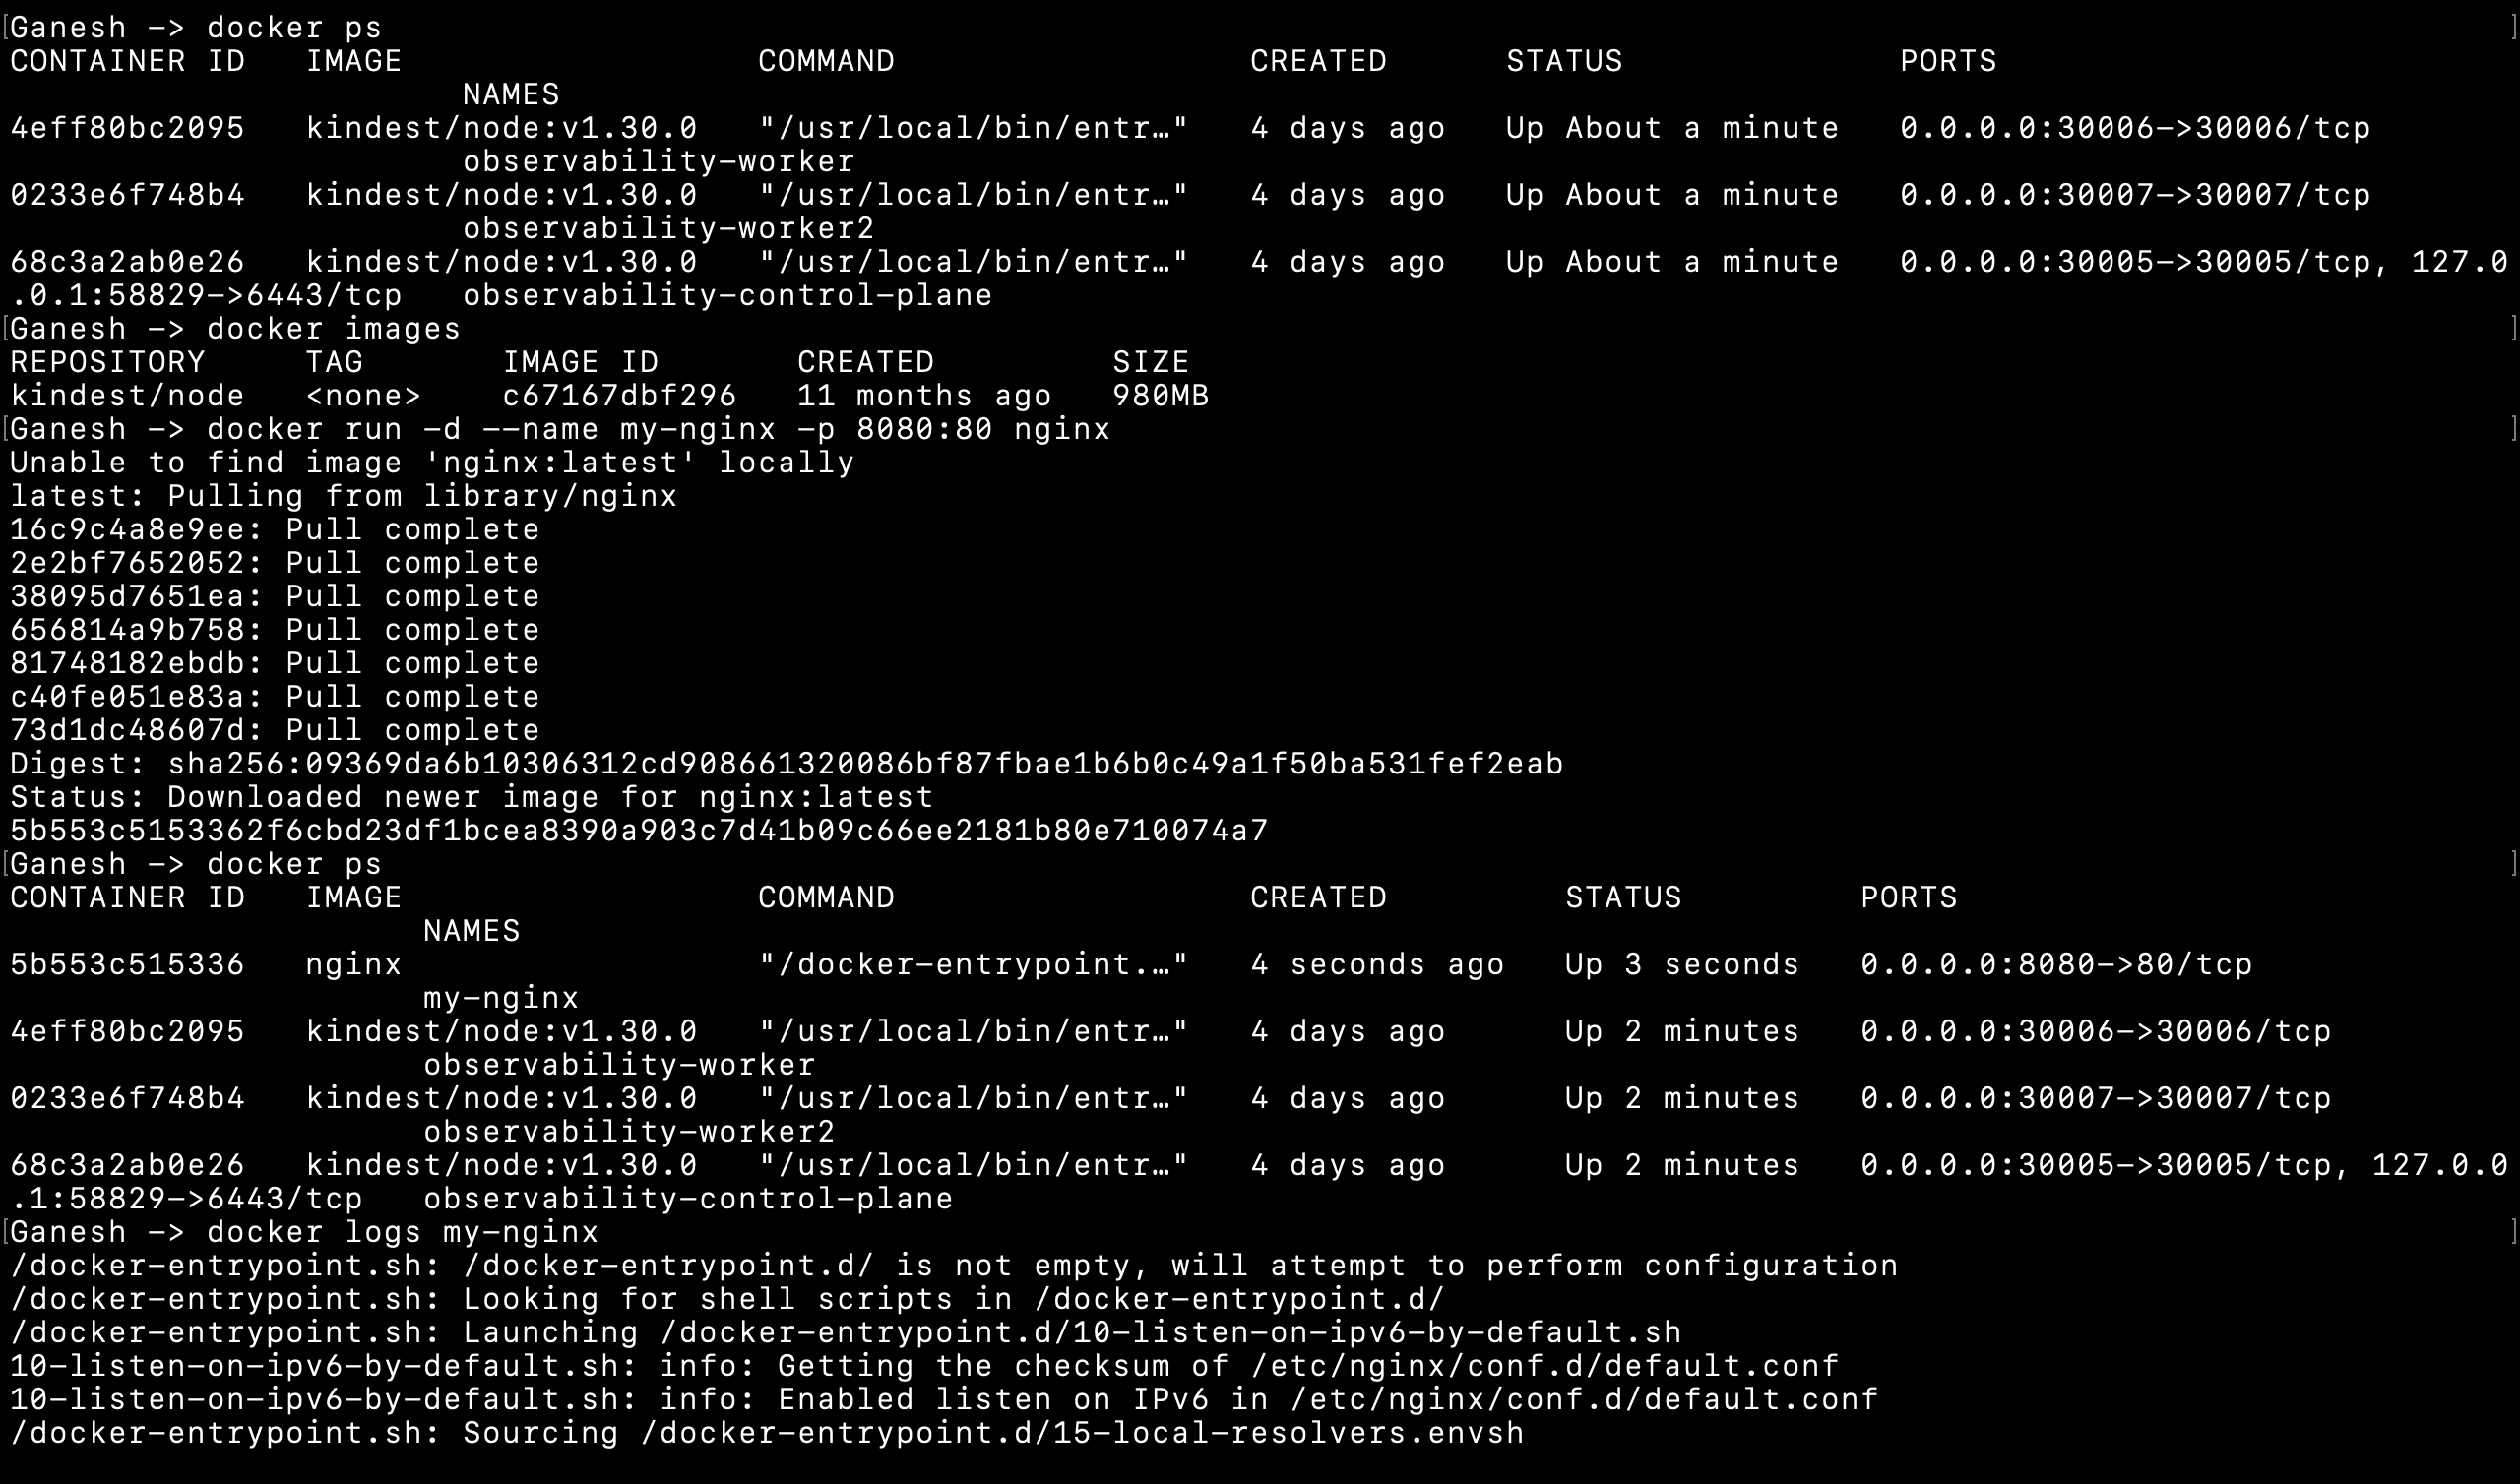 [Ganesh -> docker ps ]
CONTAINER ID   IMAGE                  COMMAND                  CREATED      STATUS              PORTS
                       NAMES
4eff80bc2095   kindest/node:v1.30.0   "/usr/local/bin/entr…"   4 days ago   Up About a minute   0.0.0.0:30006->30006/tcp
                       observability-worker
0233e6f748b4   kindest/node:v1.30.0   "/usr/local/bin/entr…"   4 days ago   Up About a minute   0.0.0.0:30007->30007/tcp
                       observability-worker2
68c3a2ab0e26   kindest/node:v1.30.0   "/usr/local/bin/entr…"   4 days ago   Up About a minute   0.0.0.0:30005->30005/tcp, 127.0
.0.1:58829->6443/tcp   observability-control-plane
[Ganesh -> docker images ]
REPOSITORY     TAG       IMAGE ID       CREATED         SIZE
kindest/node   <none>    c67167dbf296   11 months ago   980MB
[Ganesh -> docker run -d --name my-nginx -p 8080:80 nginx ]
Unable to find image 'nginx:latest' locally
latest: Pulling from library/nginx
16c9c4a8e9ee: Pull complete
2e2bf7652052: Pull complete
38095d7651ea: Pull complete
656814a9b758: Pull complete
81748182ebdb: Pull complete
c40fe051e83a: Pull complete
73d1dc48607d: Pull complete
Digest: sha256:09369da6b10306312cd908661320086bf87fbae1b6b0c49a1f50ba531fef2eab
Status: Downloaded newer image for nginx:latest
5b553c5153362f6cbd23df1bcea8390a903c7d41b09c66ee2181b80e710074a7
[Ganesh -> docker ps ]
CONTAINER ID   IMAGE                  COMMAND                  CREATED         STATUS         PORTS
                     NAMES
5b553c515336   nginx                  "/docker-entrypoint.…"   4 seconds ago   Up 3 seconds   0.0.0.0:8080->80/tcp
                     my-nginx
4eff80bc2095   kindest/node:v1.30.0   "/usr/local/bin/entr…"   4 days ago      Up 2 minutes   0.0.0.0:30006->30006/tcp
                     observability-worker
0233e6f748b4   kindest/node:v1.30.0   "/usr/local/bin/entr…"   4 days ago      Up 2 minutes   0.0.0.0:30007->30007/tcp
                     observability-worker2
68c3a2ab0e26   kindest/node:v1.30.0   "/usr/local/bin/entr…"   4 days ago      Up 2 minutes   0.0.0.0:30005->30005/tcp, 127.0.0
.1:58829->6443/tcp   observability-control-plane
[Ganesh -> docker logs my-nginx ]
/docker-entrypoint.sh: /docker-entrypoint.d/ is not empty, will attempt to perform configuration
/docker-entrypoint.sh: Looking for shell scripts in /docker-entrypoint.d/
/docker-entrypoint.sh: Launching /docker-entrypoint.d/10-listen-on-ipv6-by-default.sh
10-listen-on-ipv6-by-default.sh: info: Getting the checksum of /etc/nginx/conf.d/default.conf
10-listen-on-ipv6-by-default.sh: info: Enabled listen on IPv6 in /etc/nginx/conf.d/default.conf
/docker-entrypoint.sh: Sourcing /docker-entrypoint.d/15-local-resolvers.envsh